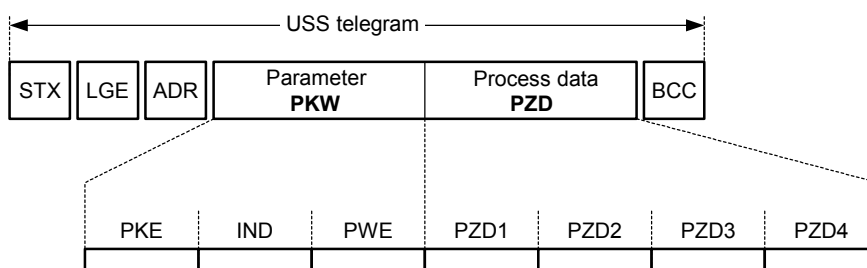 USS telegram
STX LGE ADR Parameter PKW Process data PZD BCC
PKE IND PWE PZD1 PZD2 PZD3 PZD4